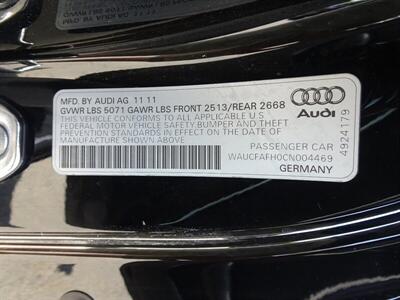 MFD. BY AUDI AG 11 11
GVWR LBS 5071 GAWR LBS FRONT 2513/REAR 2668
THIS VEHICLE CONFORMS TO ALL APPLICABLE U S
FEDERAL MOTOR VEHICLE SAFETY, BUMPER AND THEFT
PREVENTION STANDARDS IN EFFECT ON THE DATE OF
MANUFACTURE SHOWN ABOVE.
PASSENGER CAR
WAUCFAFH0CN004469
GERMANY
Audi
4924179